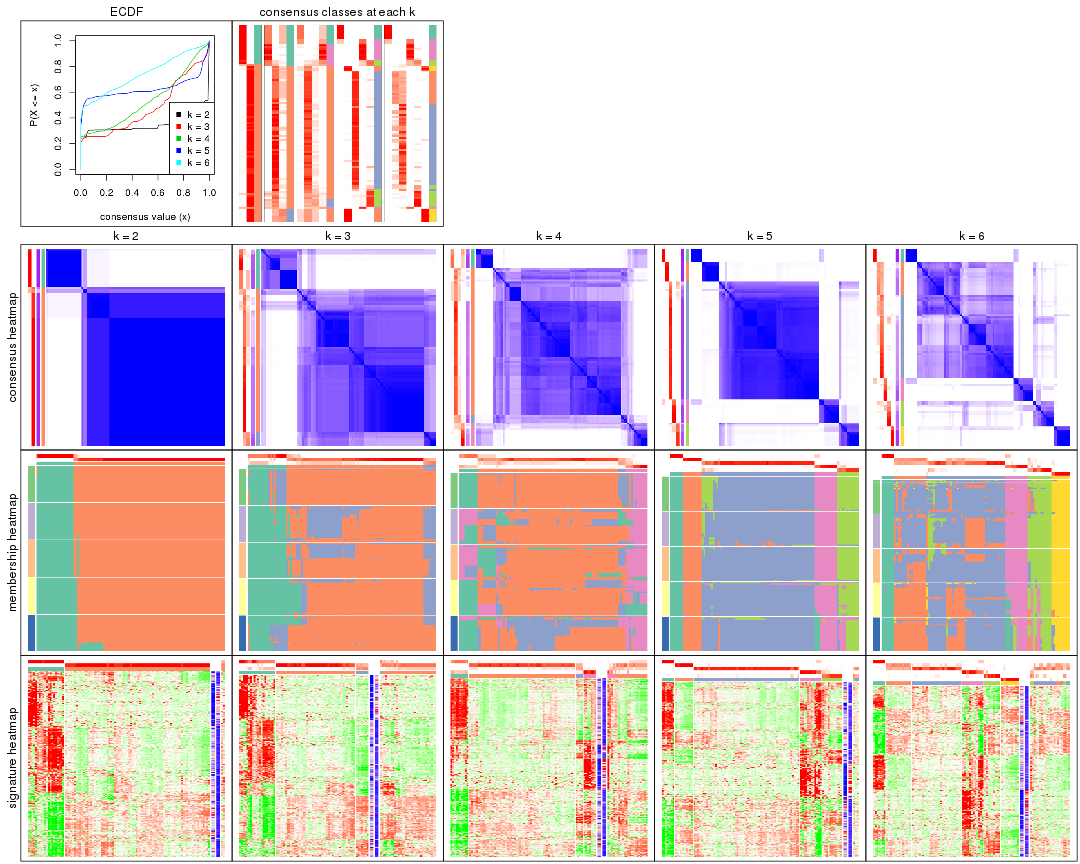 ECDF
consensus classes at each k
P(X <= x)
0.0 0.2 0.4 0.6 0.8 1.0
k = 2
k = 3
k = 4
k = 5
k = 6
0.0 0.2 0.4 0.6 0.8 1.0
consensus value (x)
k = 2 k = 3 k = 4 k = 5 k = 6
consensus heatmap
membership heatmap
signature heatmap